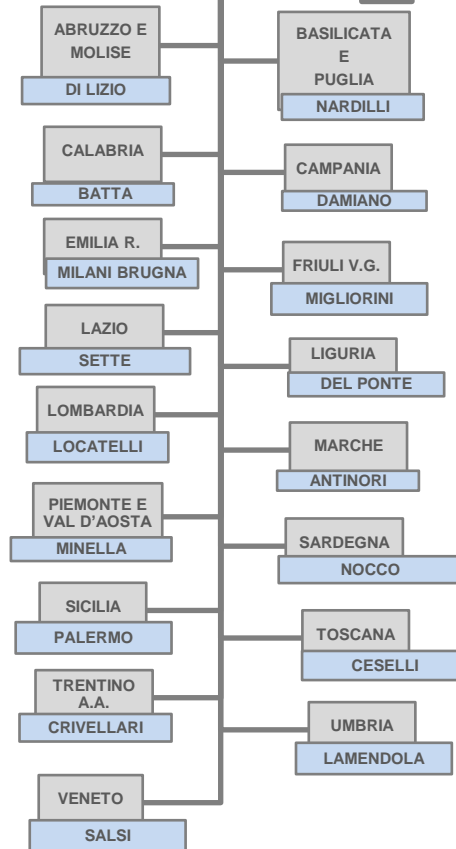 ABRUZZO E
MOLISE
DI LIZIO
BASILICATA
E
PUGLIA
NARDILLI
CALABRIA
BATTA
CAMPANIA
DAMIANO
EMILIA R.
MILANI BRUGNA
FRIULI V.G.
MIGLIORINI
LAZIO
SETTE
LIGURIA
DEL PONTE
LOMBARDIA
LOCATELLI
MARCHE
ANTINORI
PIEMONTE E
VAL D'AOSTA
MINELLA
SARDEGNA
NOCCO
SICILIA
PALERMO
TOSCANA
CESELLI
TRENTINO
A.A.
CRIVELLARI
UMBRIA
LAMENDOLA
VENETO
SALSI